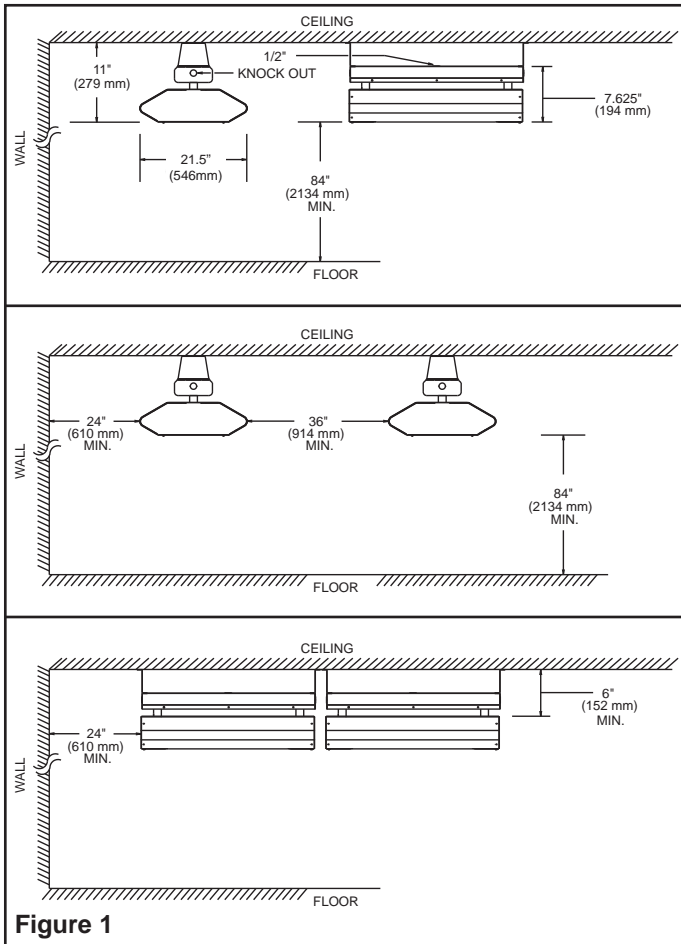 CEILING
1/2"
KNOCK OUT
11"
(279 mm)
7.625"
(194 mm)
WALL
21.5"
(546mm)
84"
(2134 mm)
MIN.
FLOOR
CEILING
24"
(610 mm)
MIN.
36"
(914 mm)
MIN.
WALL
84"
(2134 mm)
MIN.
FLOOR
CEILING
6"
(152 mm)
MIN.
24"
(610 mm)
MIN.
WALL
FLOOR
Figure 1